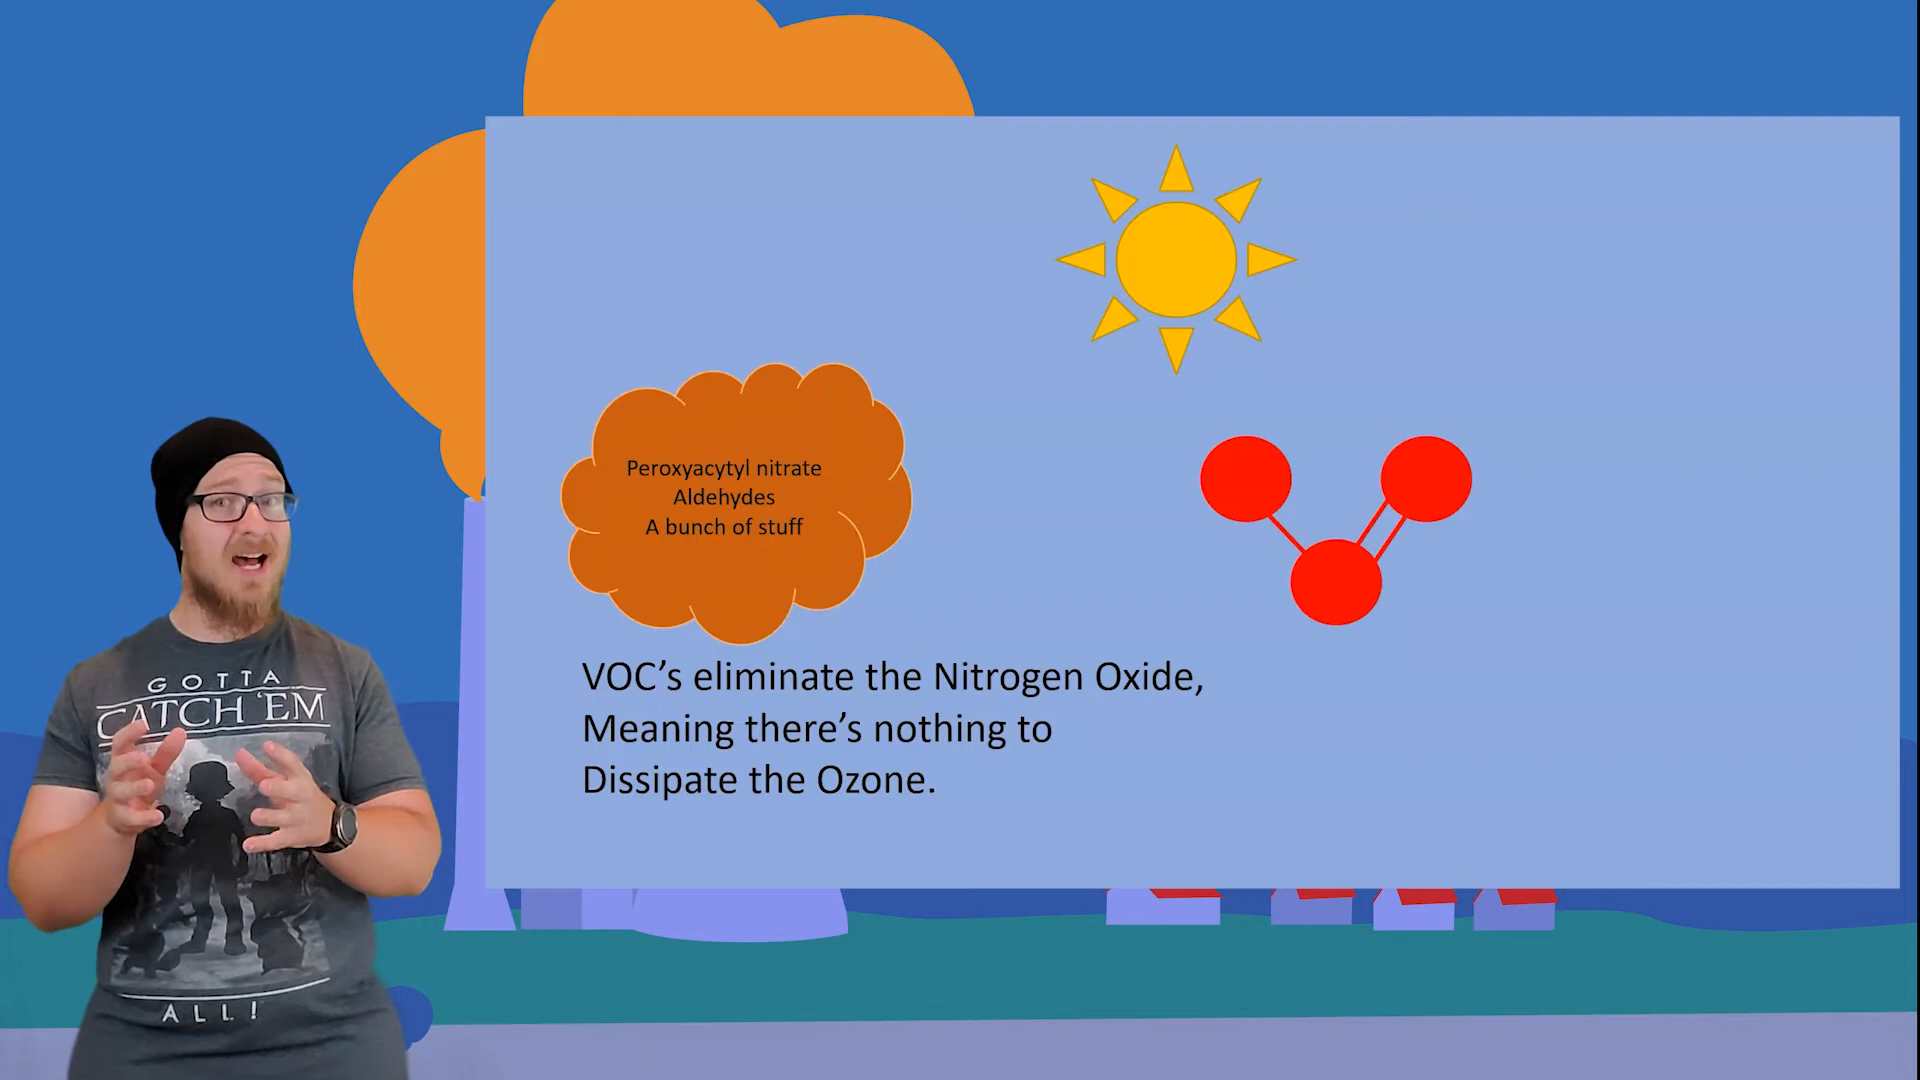 Peroxyacytyl nitrate
Aldehydes
A bunch of stuff
VOC’s eliminate the Nitrogen Oxide,
Meaning there’s nothing to
Dissipate the Ozone.
GOTTA
CATCH 'EM
ALL!